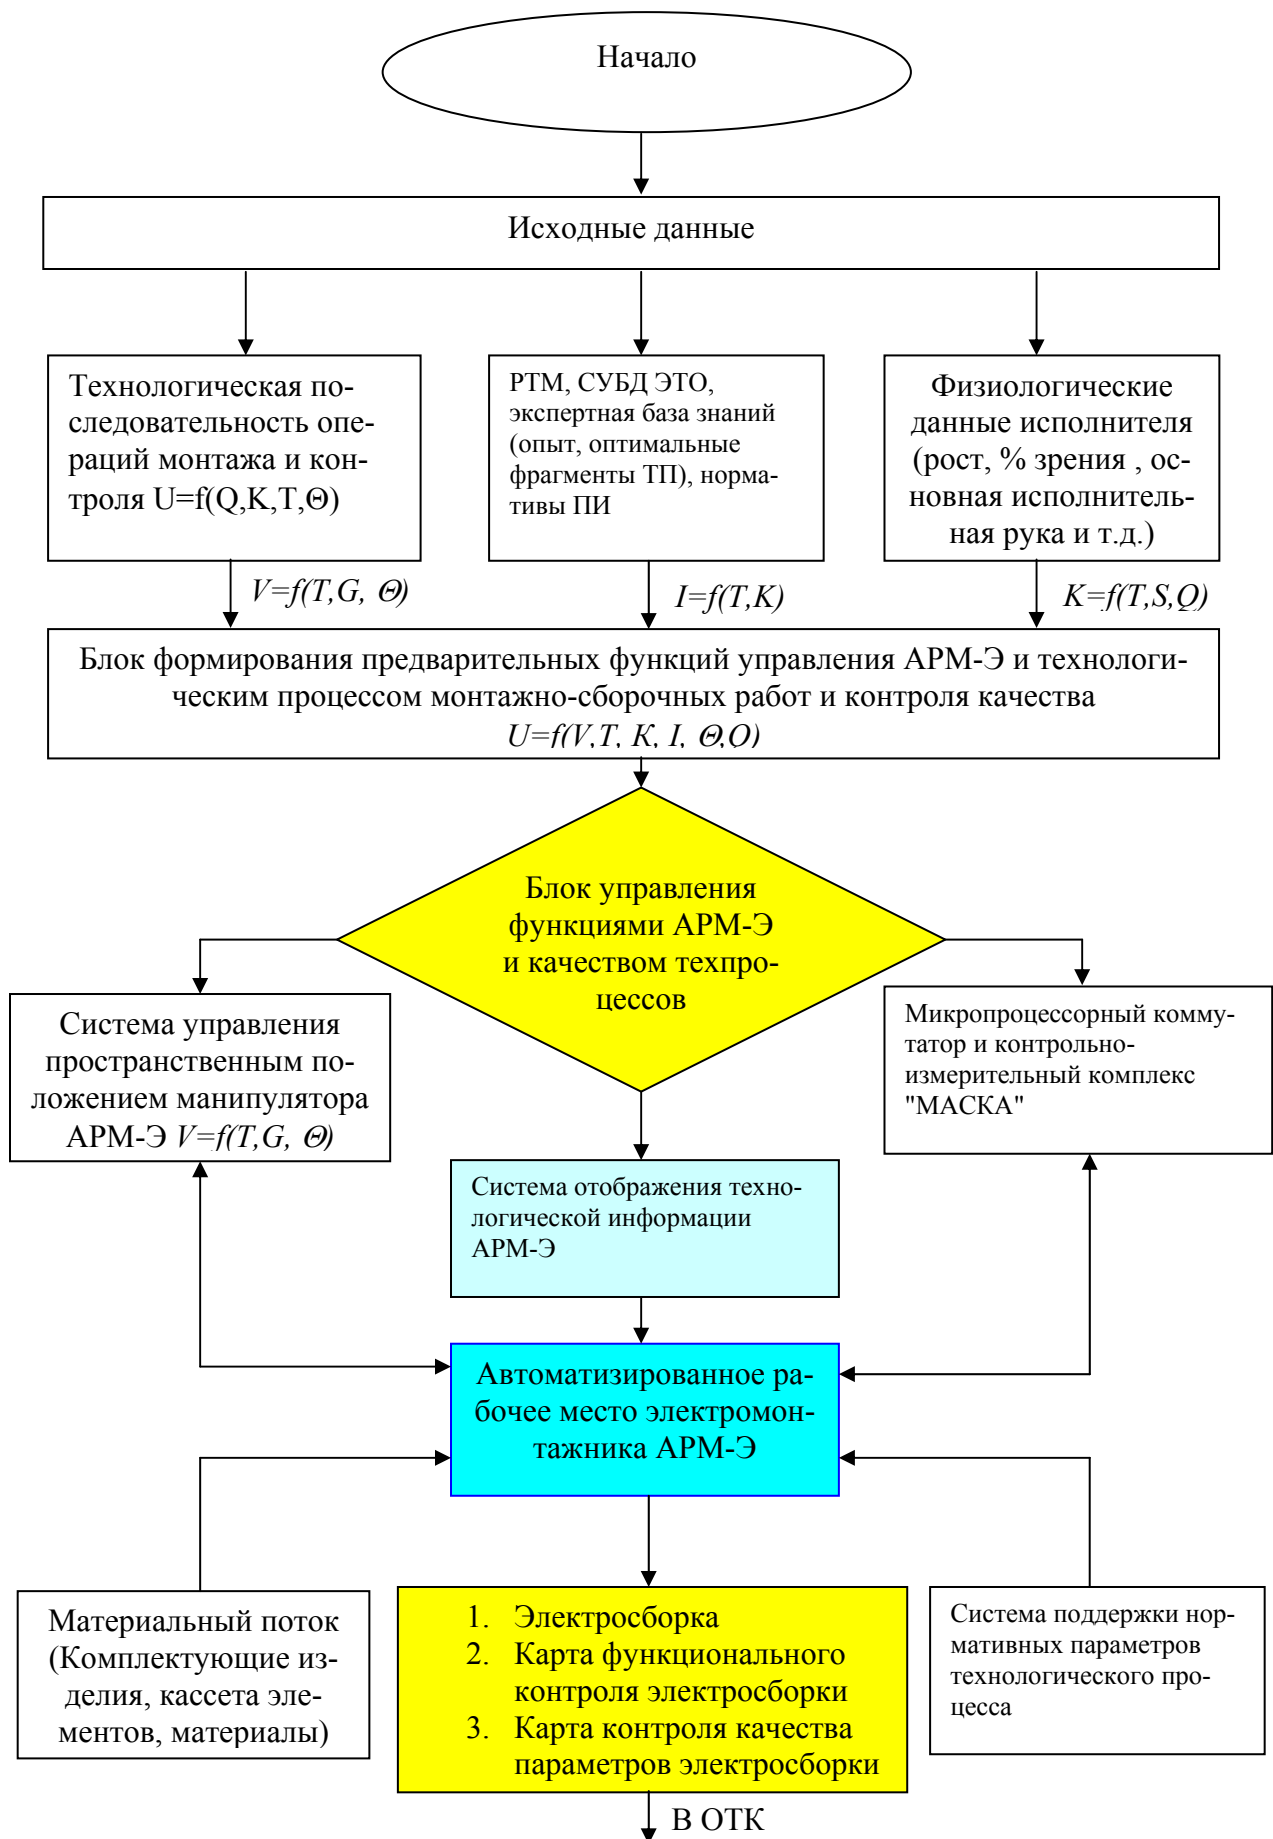 Начало
Исходные данные
Технологическая по-
следовательность опе-
раций монтажа и кон-
троля U=f(Q,K,T,Θ)
РТМ, СУБД ЭТО,
экспертная база знаний
(опыт, оптимальные
фрагменты ТП), норма-
тивы ПИ
Физиологические
данные исполнителя
(рост, % зрения , ос-
новная исполнитель-
ная рука и т.д.)
V=f(T,G, Θ)
I=f(T,K)
K=f(T,S,Q)
Блок формирования предварительных функций управления АРМ-Э и технологи-
ческим процессом монтажно-сборочных работ и контроля качества
U=f(V,T, K, I, Θ,Q)
Блок управления
функциями АРМ-Э
и качеством техпро-
цессов
Система управления
пространственным по-
ложением манипулятора
АРМ-Э V=f(T,G, Θ)
Микропроцессорный комму-
татор и контрольно-
измерительный комплекс
"МАСКА"
Система отображения техно-
логической информации
АРМ-Э
Автоматизированное ра-
бочее место электромон-
тажника АРМ-Э
Материальный поток
(Комплектующие из-
делия, кассета эле-
ментов, материалы)
1. Электросборка
2. Карта функционального
контроля электросборки
3. Карта контроля качества
параметров электросборки
Система поддержки нор-
мативных параметров
технологического про-
цесса
В ОТК